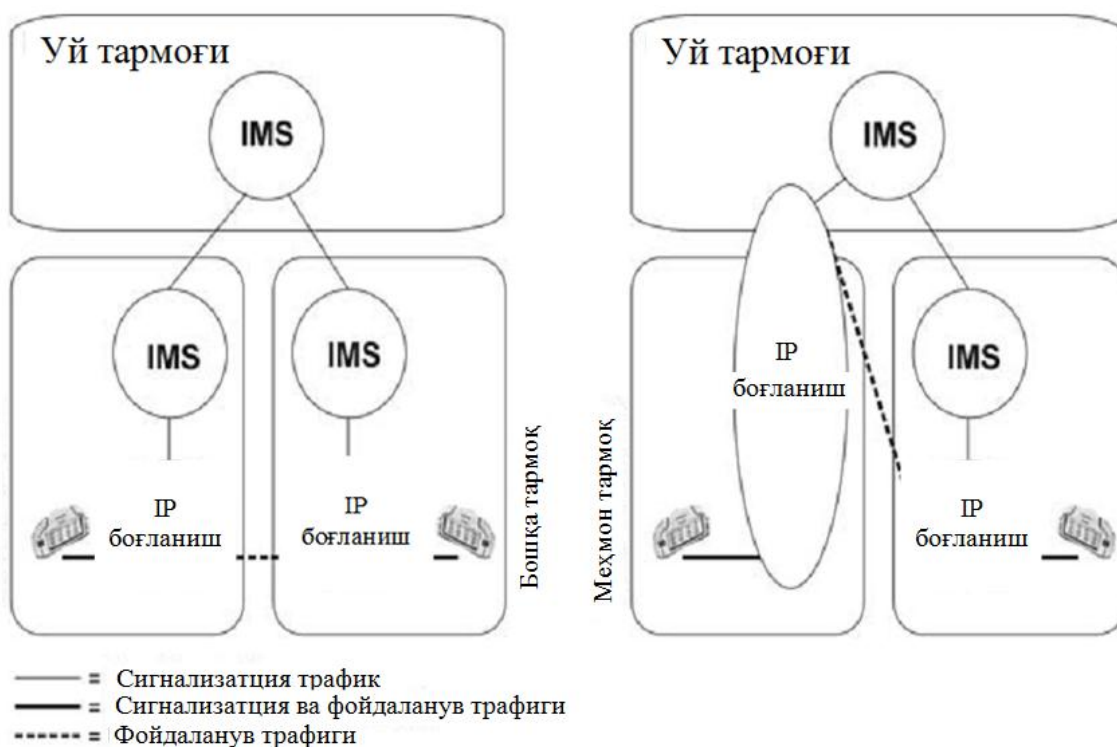 Уй тармоғи
IMS
IMS
IMS
IP
боғланиш
IP
боғланиш
Бошқа тармоқ
Уй тармоғи
IMS
IP
боғланиш
IMS
IP
боғланиш
Меҳмон тармоқ
= Сигнализатция трафик
= Сигнализатция ва фойдаланув трафиги
= Фойдаланув трафиги